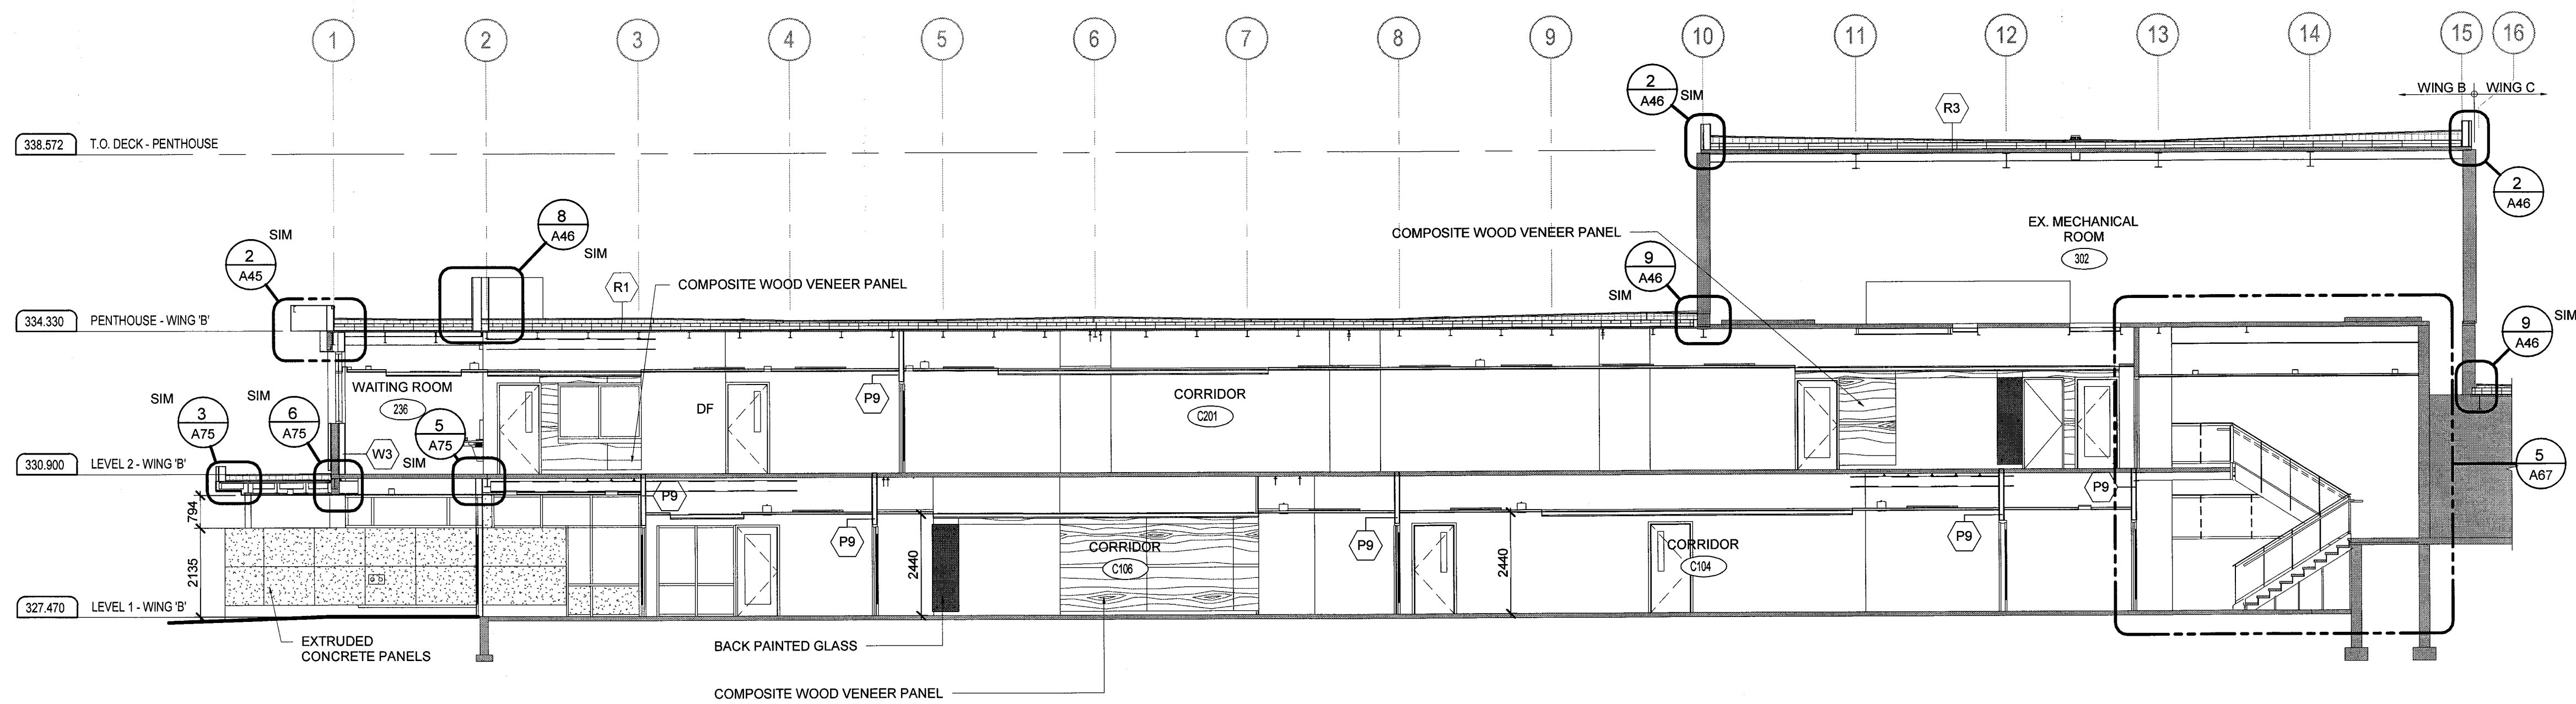 1
2
3
4
5
6
7
8
9
10
11
12
13
14
15
16
WING B
WING C
2
A46
SIM
R3
338.572
T.O. DECK - PENTHOUSE
2
A46
8
A46
SIM
EX. MECHANICAL
ROOM
302
COMPOSITE WOOD VENEER PANEL
SIM
2
A45
9
A46
SIM
R1
COMPOSITE WOOD VENEER PANEL
334.330
PENTHOUSE - WING 'B'
9
A46
SIM
WAITING ROOM
236
P9
CORRIDOR
C201
DF
SIM
3
A75
SIM
6
A75
5
A75
SIM
W3
330.900
LEVEL 2 - WING 'B'
5
A67
P9
P9
794
P9
P9
P9
2135
2440
CORRIDOR
C106
2440
CORRIDOR
C104
327.470
LEVEL 1 - WING 'B'
EXTRUDED
CONCRETE PANELS
BACK PAINTED GLASS
COMPOSITE WOOD VENEER PANEL